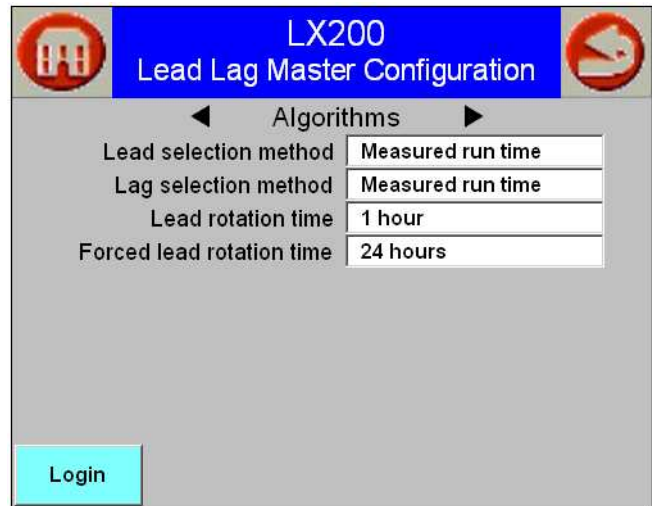 LX200
Lead Lag Master Configuration
Algorithms
Lead selection method Measured run time
Lag selection method Measured run time
Lead rotation time 1 hour
Forced lead rotation time 24 hours
Login